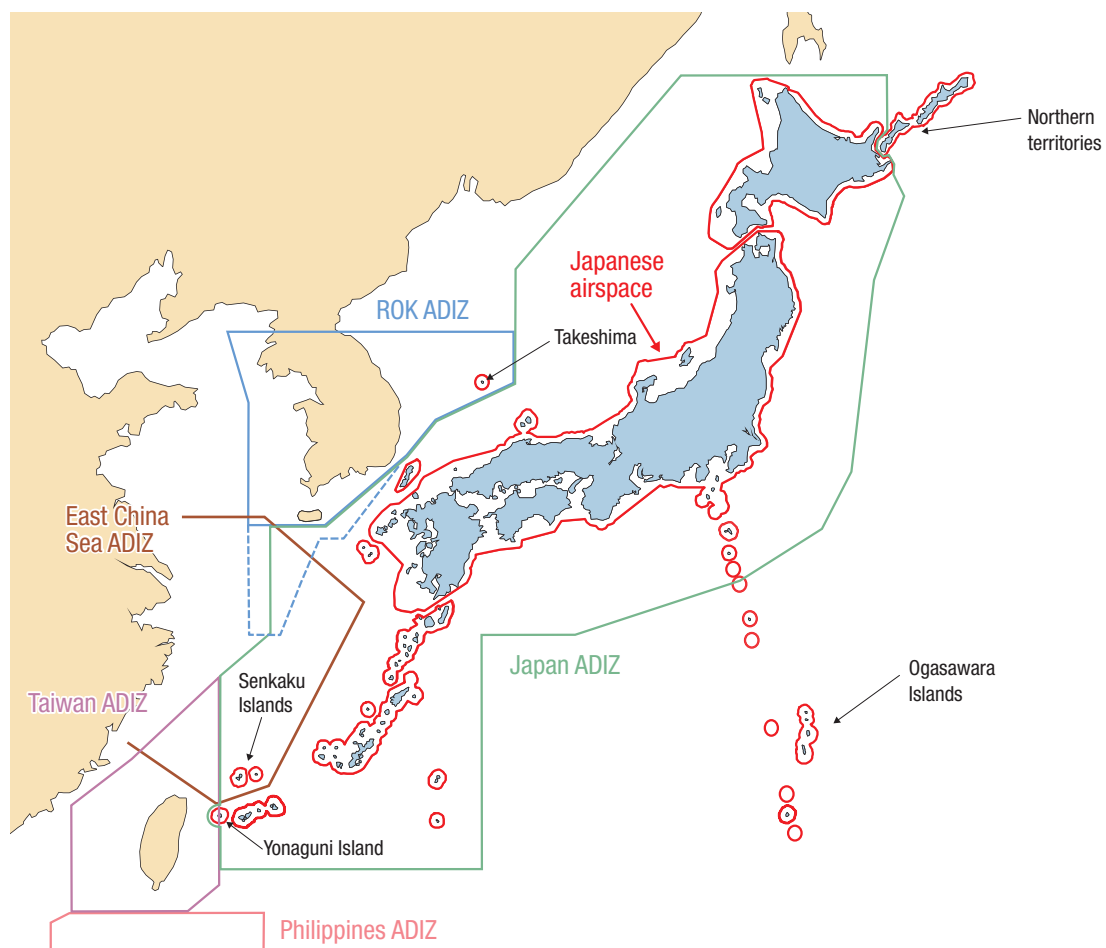 Northern
territories
Japanese
airspace
ROK ADIZ
Takeshima
East China
Sea ADIZ
Japan ADIZ
Senkaku
Islands
Ogasawara
Islands
Taiwan ADIZ
Yonaguni Island
Philippines ADIZ